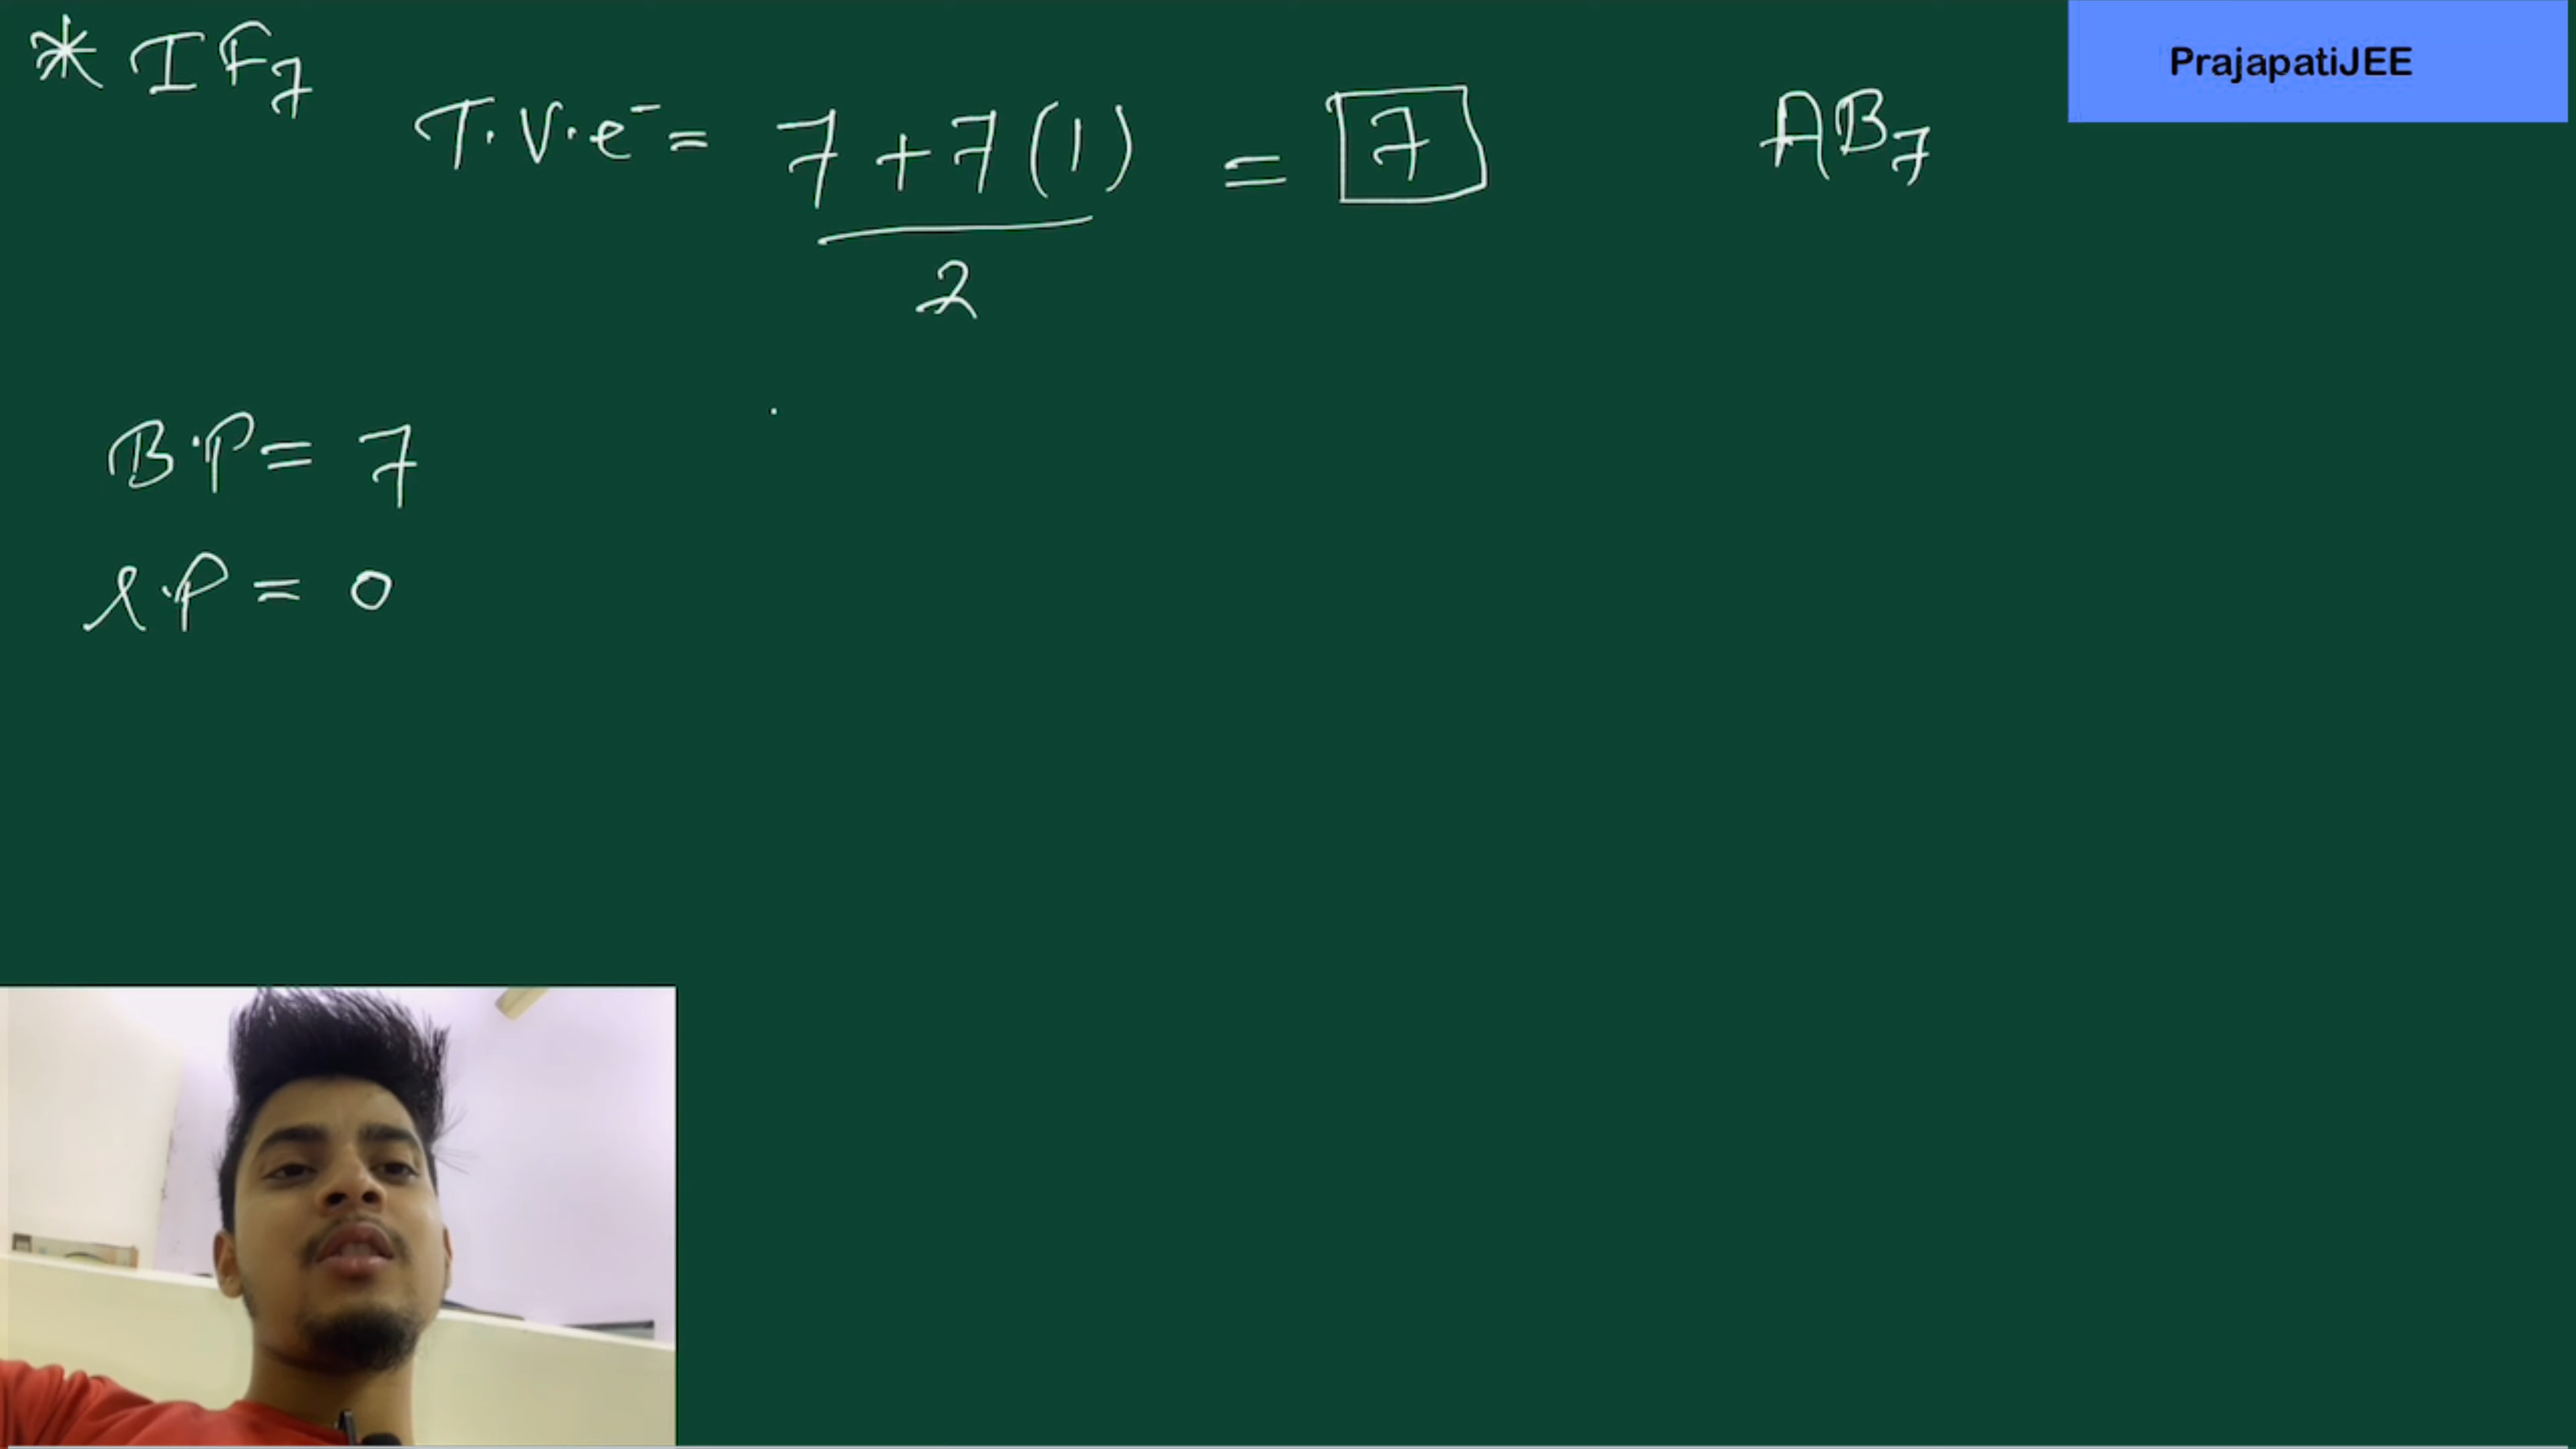 * IF₇
PrajapatiJEE
T.V.e⁻ = 7 + 7 (1) = 7
2
AB₇
B.P = 7
l.P = 0